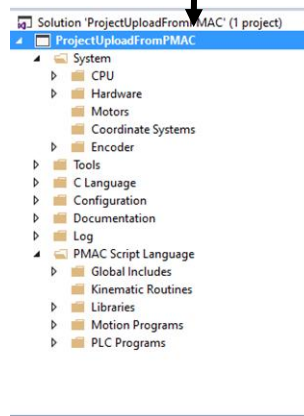 Solution 'ProjectUploadFromPMAC' (1 project)
ProjectUploadFromPMAC
System
CPU
Hardware
Motors
Coordinate Systems
Encoder
Tools
C Language
Configuration
Documentation
Log
PMAC Script Language
Global Includes
Kinematic Routines
Libraries
Motion Programs
PLC Programs